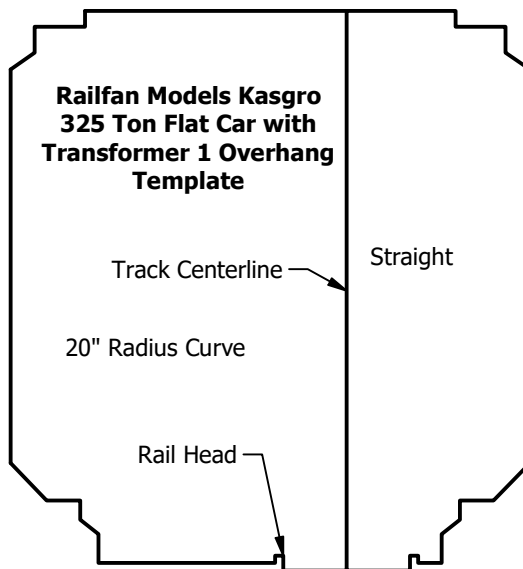 Railfan Models Kasgro
325 Ton Flat Car with
Transformer 1 Overhang
Template
Straight
Track Centerline
20" Radius Curve
Rail Head